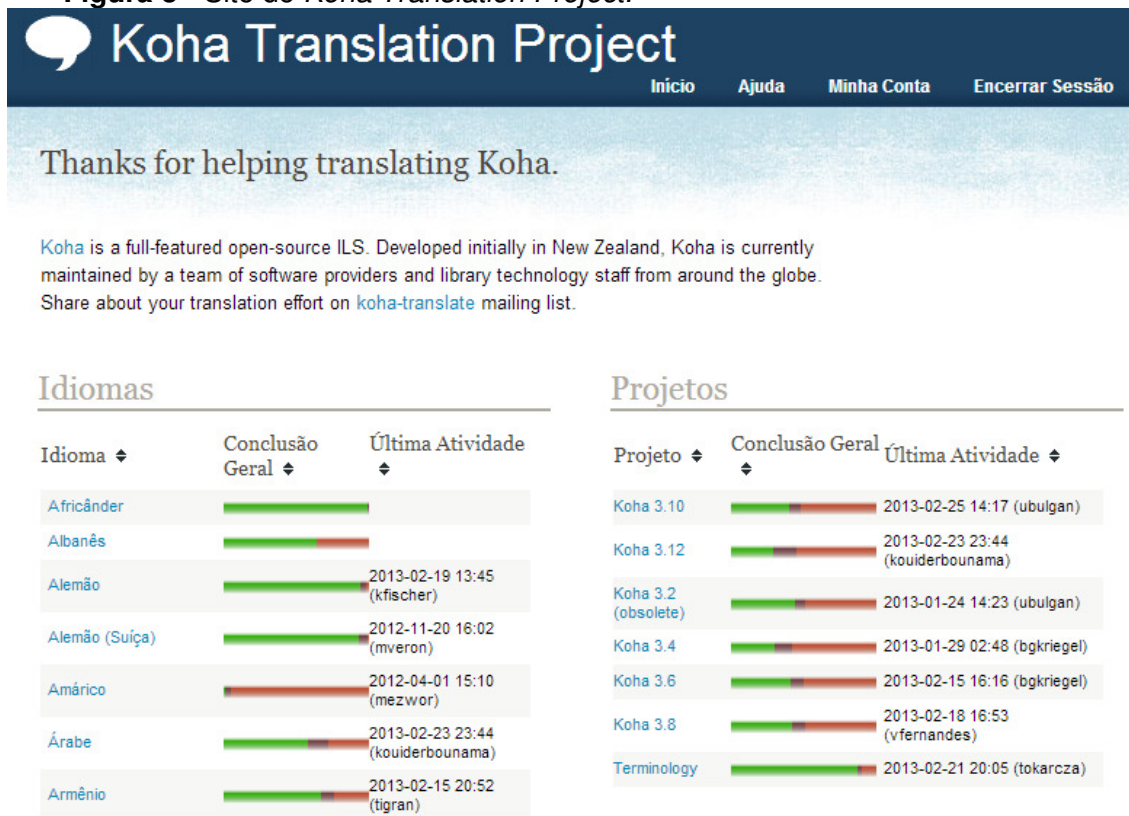 Figura 3 - Site do Koha Translation Project.
Koha Translation Project
Início Ajuda Minha Conta Encerrar Sessão
Thanks for helping translating Koha.
Koha is a full-featured open-source ILS. Developed initially in New Zealand, Koha is currently
maintained by a team of software providers and library technology staff from around the globe.
Share about your translation effort on koha-translate mailing list.
Idiomas
Idioma Conclusão Geral Última Atividade
Africânder
Albanês
Alemão 2013-02-19 13:45 (kfischer)
Alemão (Suíça) 2012-11-20 16:02 (mveron)
Amárico 2012-04-01 15:10 (mezwor)
Árabe 2013-02-23 23:44 (kouiderbounama)
Armênio 2013-02-15 20:52 (tigran)
Projetos
Projeto Conclusão Geral Última Atividade
Koha 3.10 2013-02-25 14:17 (ubulgan)
Koha 3.12 2013-02-23 23:44 (kouiderbounama)
Koha 3.2 (obsolete) 2013-01-24 14:23 (ubulgan)
Koha 3.4 2013-01-29 02:48 (bgkriegel)
Koha 3.6 2013-02-15 16:16 (bgkriegel)
Koha 3.8 2013-02-18 16:53 (vfernandes)
Terminology 2013-02-21 20:05 (tokarcza)